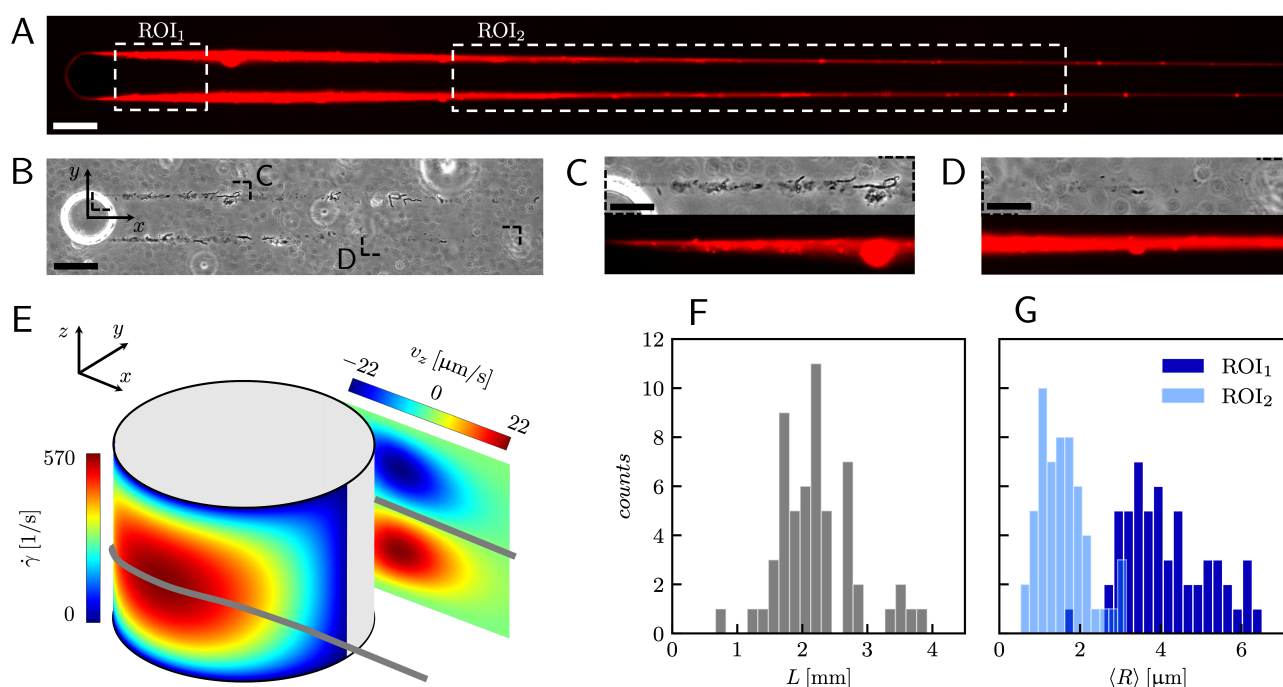 A
ROI₁
ROI₂
B
y
x
C
D
C
D
E
z
y
x
v_z [μm/s]
−22
0
22
570
γ̇ [1/s]
0
F
12
10
8
6
4
2
0
counts
0
1
2
3
4
L [mm]
G
ROI₁
ROI₂
0
2
4
6
⟨R⟩ [μm]